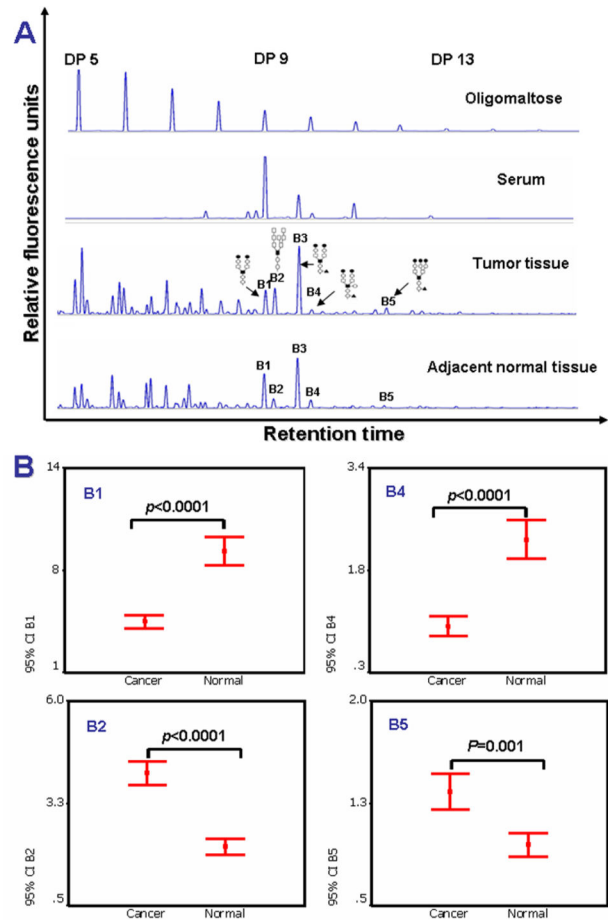 A
Relative fluorescence units
DP 5 DP 9 DP 13
Oligomaltose
Serum
B3
Tumor tissue
B1 B2
B4
B5
B3
Adjacent normal tissue
B1
B2
B4
B5
Retention time
B
14
B1
p<0.0001
8
95% CI B1
1
Cancer Normal
3.4
B4
p<0.0001
1.8
95% CI B4
.3
Cancer Normal
6.0
B2
p<0.0001
3.3
95% CI B2
.5
Cancer Normal
2.0
B5
P=0.001
1.3
95% CI B5
.5
Cancer Normal